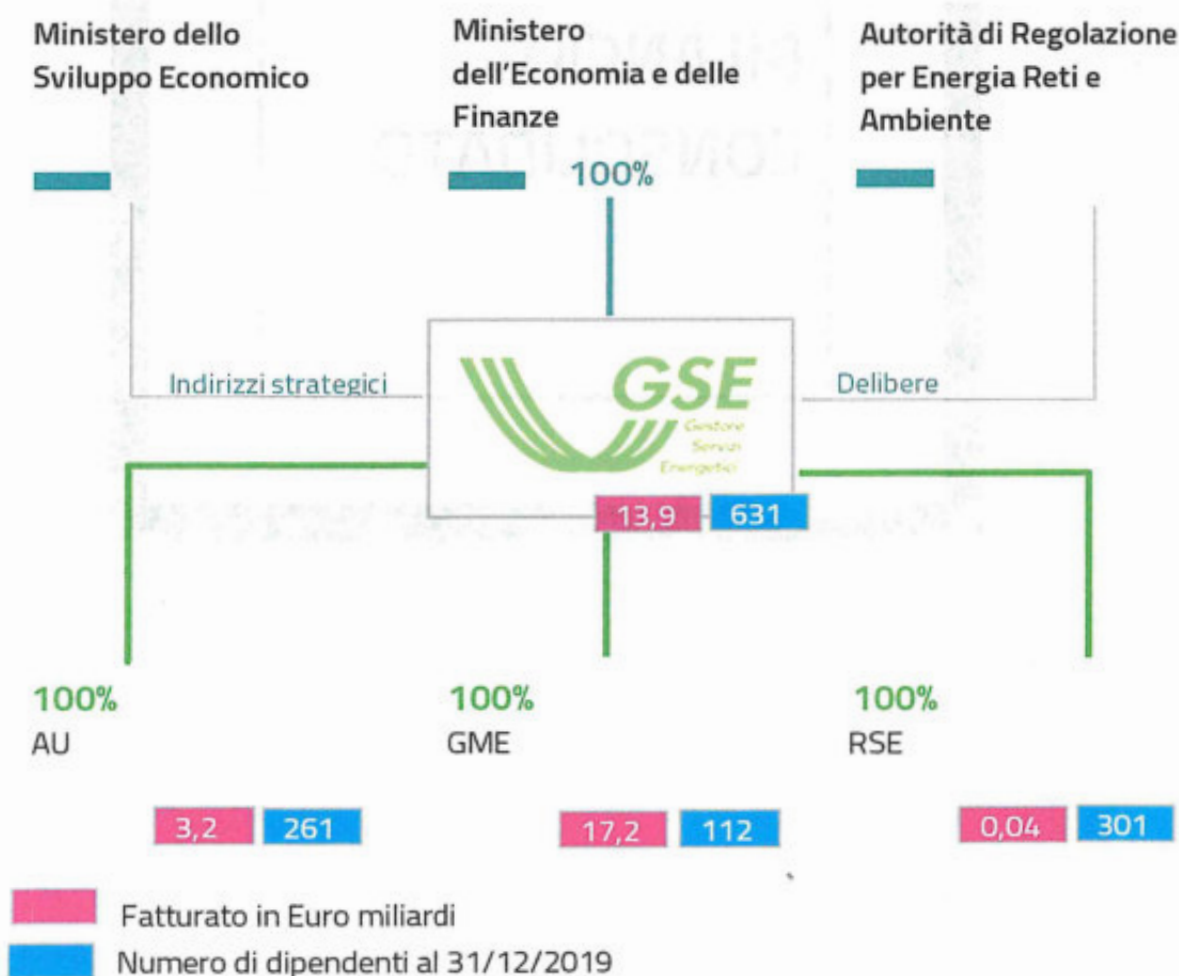 Ministero dello
Sviluppo Economico
Ministero
dell'Economia e delle
Finanze
Autorità di Regolazione
per Energia Reti e
Ambiente
100%
Indirizzi strategici
GSE
Gestore
Servizi
Energetici
Delibere
13,9 631
100%
AU
100%
GME
100%
RSE
3,2 261
17,2 112
0,04 301
Fatturato in Euro miliardi
Numero di dipendenti al 31/12/2019